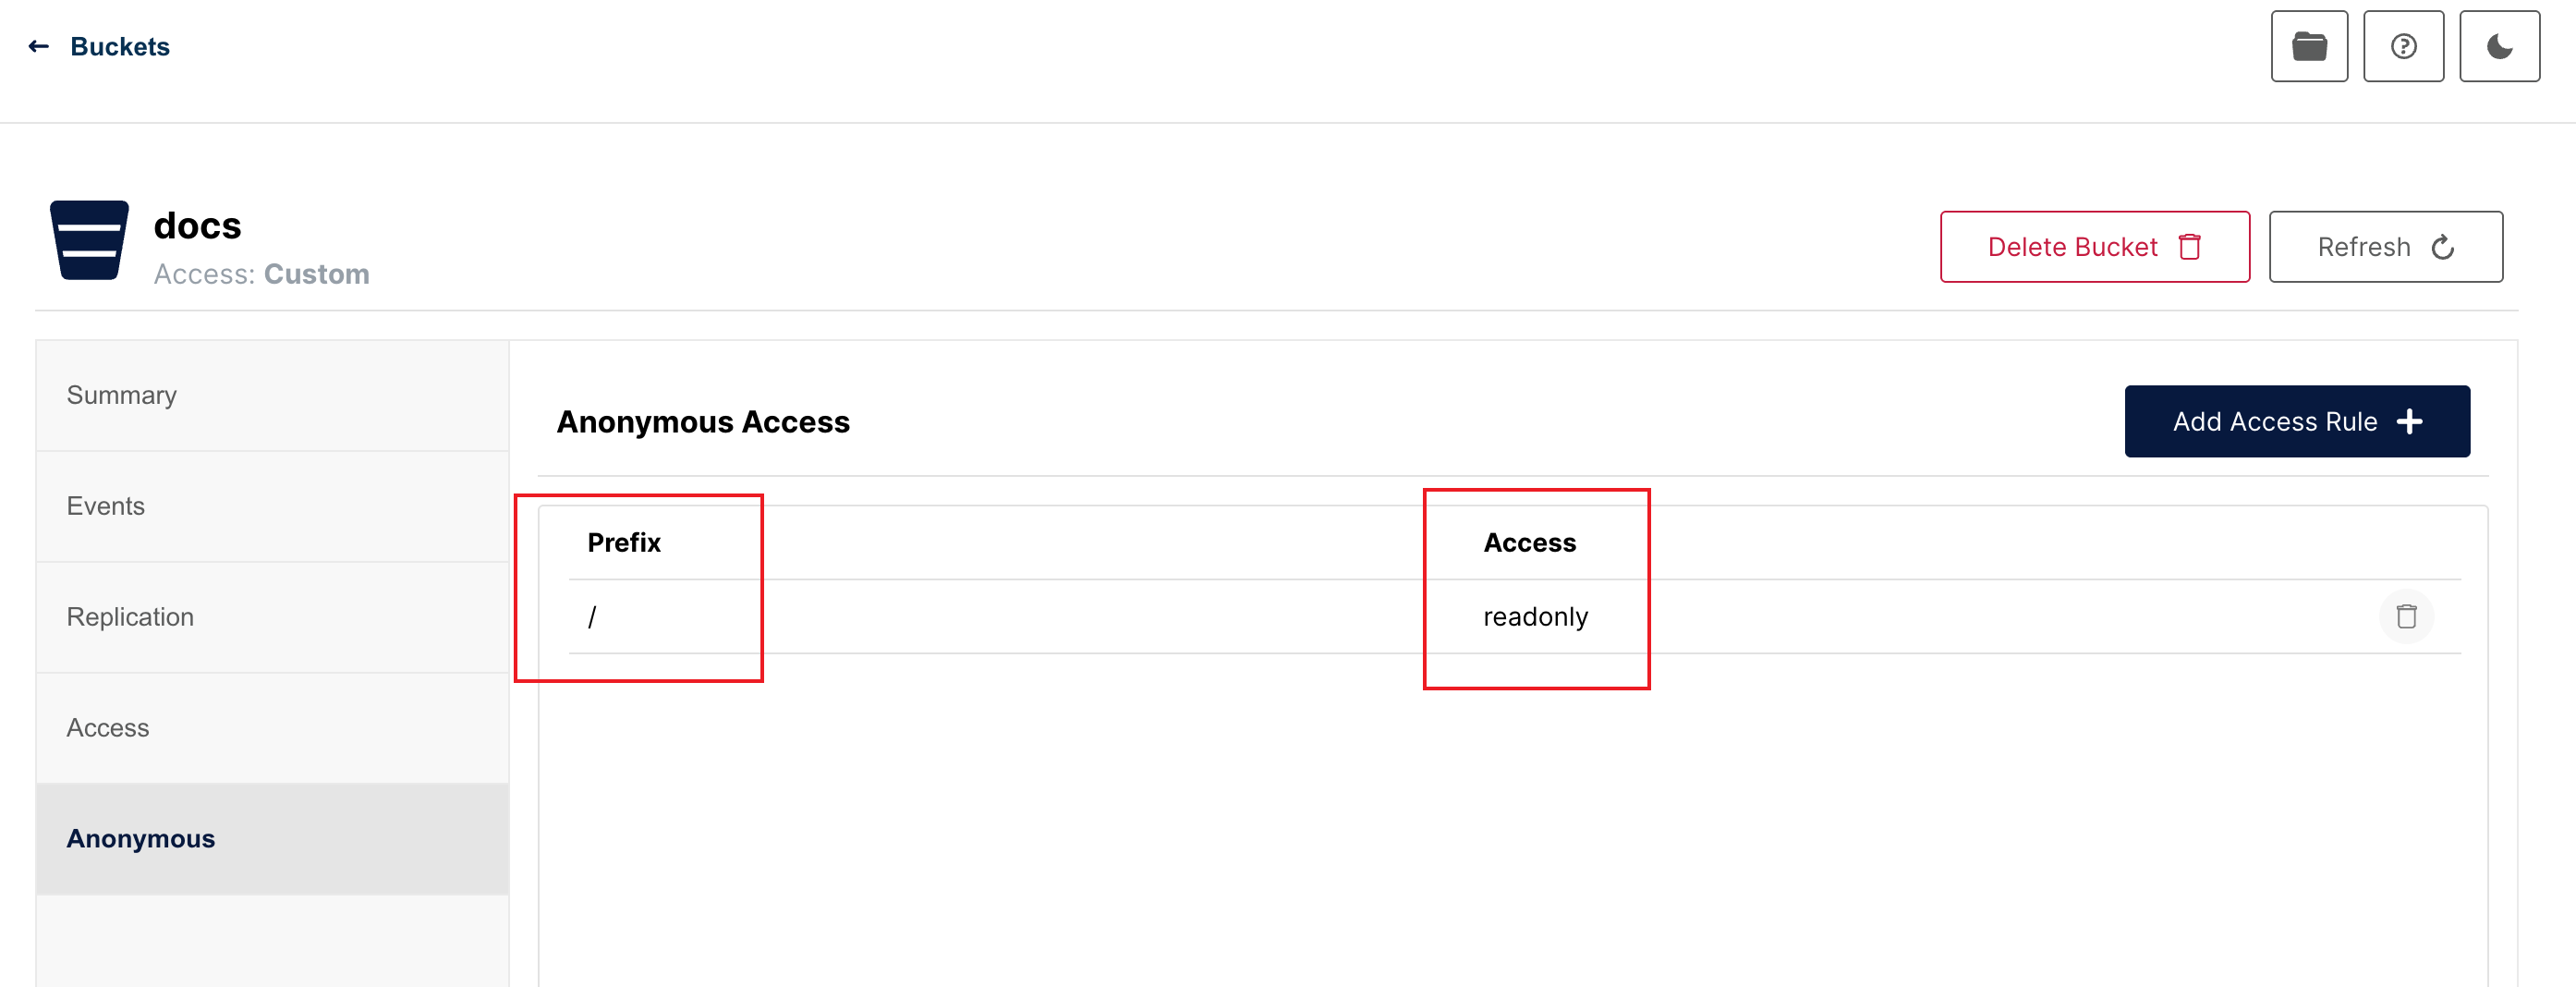 Buckets
docs
Access: Custom
Delete Bucket
Refresh
Summary
Events
Replication
Access
Anonymous
Anonymous Access
Add Access Rule
Prefix Access
/ readonly